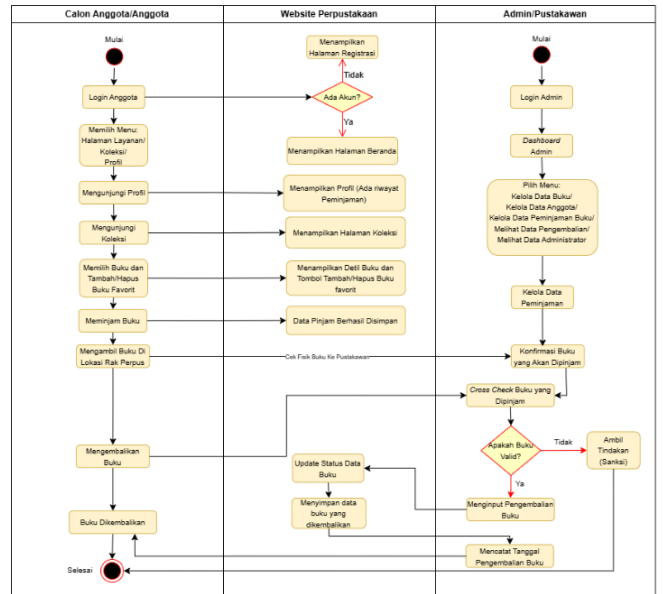 Calon Anggota/Anggota
Website Perpustakaan
Admin/Pustakawan
Mulai
Login Anggota
Memilih Menu:
Halaman Layanan/
Koleksi/
Profil
Mengunjungi Profil
Mengunjungi
Koleksi
Memilih Buku dan
Tambah/Hapus
Buku Favorit
Meminjam Buku
Mengambil Buku Di
Lokasi Rak Perpus
Mengembalikan
Buku
Buku Dikembalikan
Selesai
Menampilkan
Halaman Registrasi
Tidak
Ada Akun?
Ya
Menampilkan Halaman Beranda
Menampilkan Profil (Ada riwayat
Peminjaman)
Menampilkan Halaman Koleksi
Menampilkan Detil Buku dan
Tombol Tambah/Hapus Buku
favorit
Data Pinjam Berhasil Disimpan
Cek Fisik Buku Ke Pustakawan
Update Status Data
Buku
Menyimpan data
buku yang
dikembalikan
Mulai
Login Admin
Dashboard
Admin
Pilih Menu:
Kelola Data Buku/
Kelola Data Anggota/
Kelola Data Peminjaman Buku/
Melihat Data Pengembalian/
Melihat Data Administrator
Kelola Data
Peminjaman
Konfirmasi Buku
yang Akan Dipinjam
Cross Check Buku yang
Dipinjam
Apakah Buku
Valid?
Tidak
Ambil
Tindakan
(Sanksi)
Ya
Menginput Pengembalian
Buku
Mencatat Tanggal
Pengembalian Buku